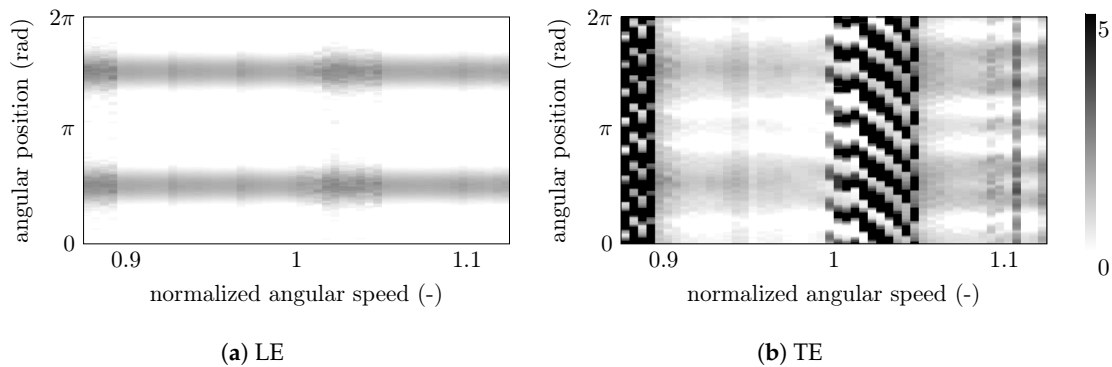 2π
π
0
angular position (rad)
0.9
1
1.1
normalized angular speed (-)
(a) LE
2π
π
0
angular position (rad)
0.9
1
1.1
normalized angular speed (-)
(b) TE
5
0